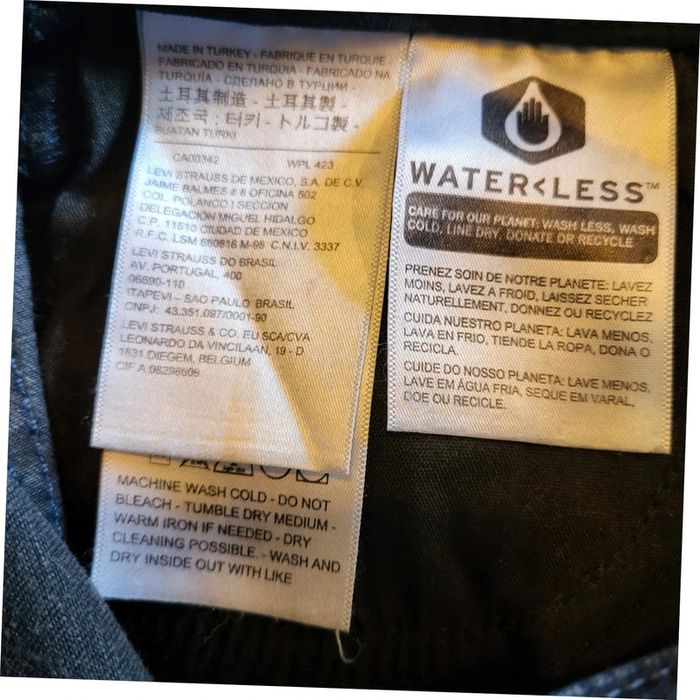 MADE IN TURKEY - FABRIQUE EN TURQUIE
FABRICADO EN TURQUIA - FABRICADO NA
TURQUÍA - СДЕЛАНО В ТУРЦИИ -
土耳其制造 - 土耳其製 -
제조국 : 터키 - トルコ製 -
BUATAN TURKI
CA00342 WPL 423
LEVI STRAUSS DE MEXICO, S.A. DE C.V.
JAIME BALMES # 8 OFICINA 502
COL. POLANCO I SECCION
DELEGACIÓN MIGUEL HIDALGO
C.P. 11510 CIUDAD DE MEXICO
R.F.C. LSM 650816 M-98 C.N.I.V. 3337
LEVI STRAUSS DO BRASIL
AV. PORTUGAL, 400
06690-110
ITAPEVI - SAO PAULO BRASIL
CNPJ: 43.351.097/0001-90
LEVI STRAUSS & CO. EU SCA/CVA
LEONARDO DA VINCILAAN, 19 - D
1831 DIEGEM, BELGIUM
CIF A 08298606
MACHINE WASH COLD - DO NOT
BLEACH - TUMBLE DRY MEDIUM -
WARM IRON IF NEEDED - DRY
CLEANING POSSIBLE. - WASH AND
DRY INSIDE OUT WITH LIKE
WATER<LESS™
CARE FOR OUR PLANET: WASH LESS, WASH
COLD, LINE DRY, DONATE OR RECYCLE
PRENEZ SOIN DE NOTRE PLANETE: LAVEZ
MOINS, LAVEZ A FROID, LAISSEZ SECHER
NATURELLEMENT, DONNEZ OU RECYCLEZ
CUIDA NUESTRO PLANETA: LAVA MENOS,
LAVA EN FRIO, TIENDE LA ROPA, DONA O
RECICLA.
CUIDE DO NOSSO PLANETA: LAVE MENOS,
LAVE EM ÁGUA FRIA, SEQUE EM VARAL,
DOE OU RECICLE.